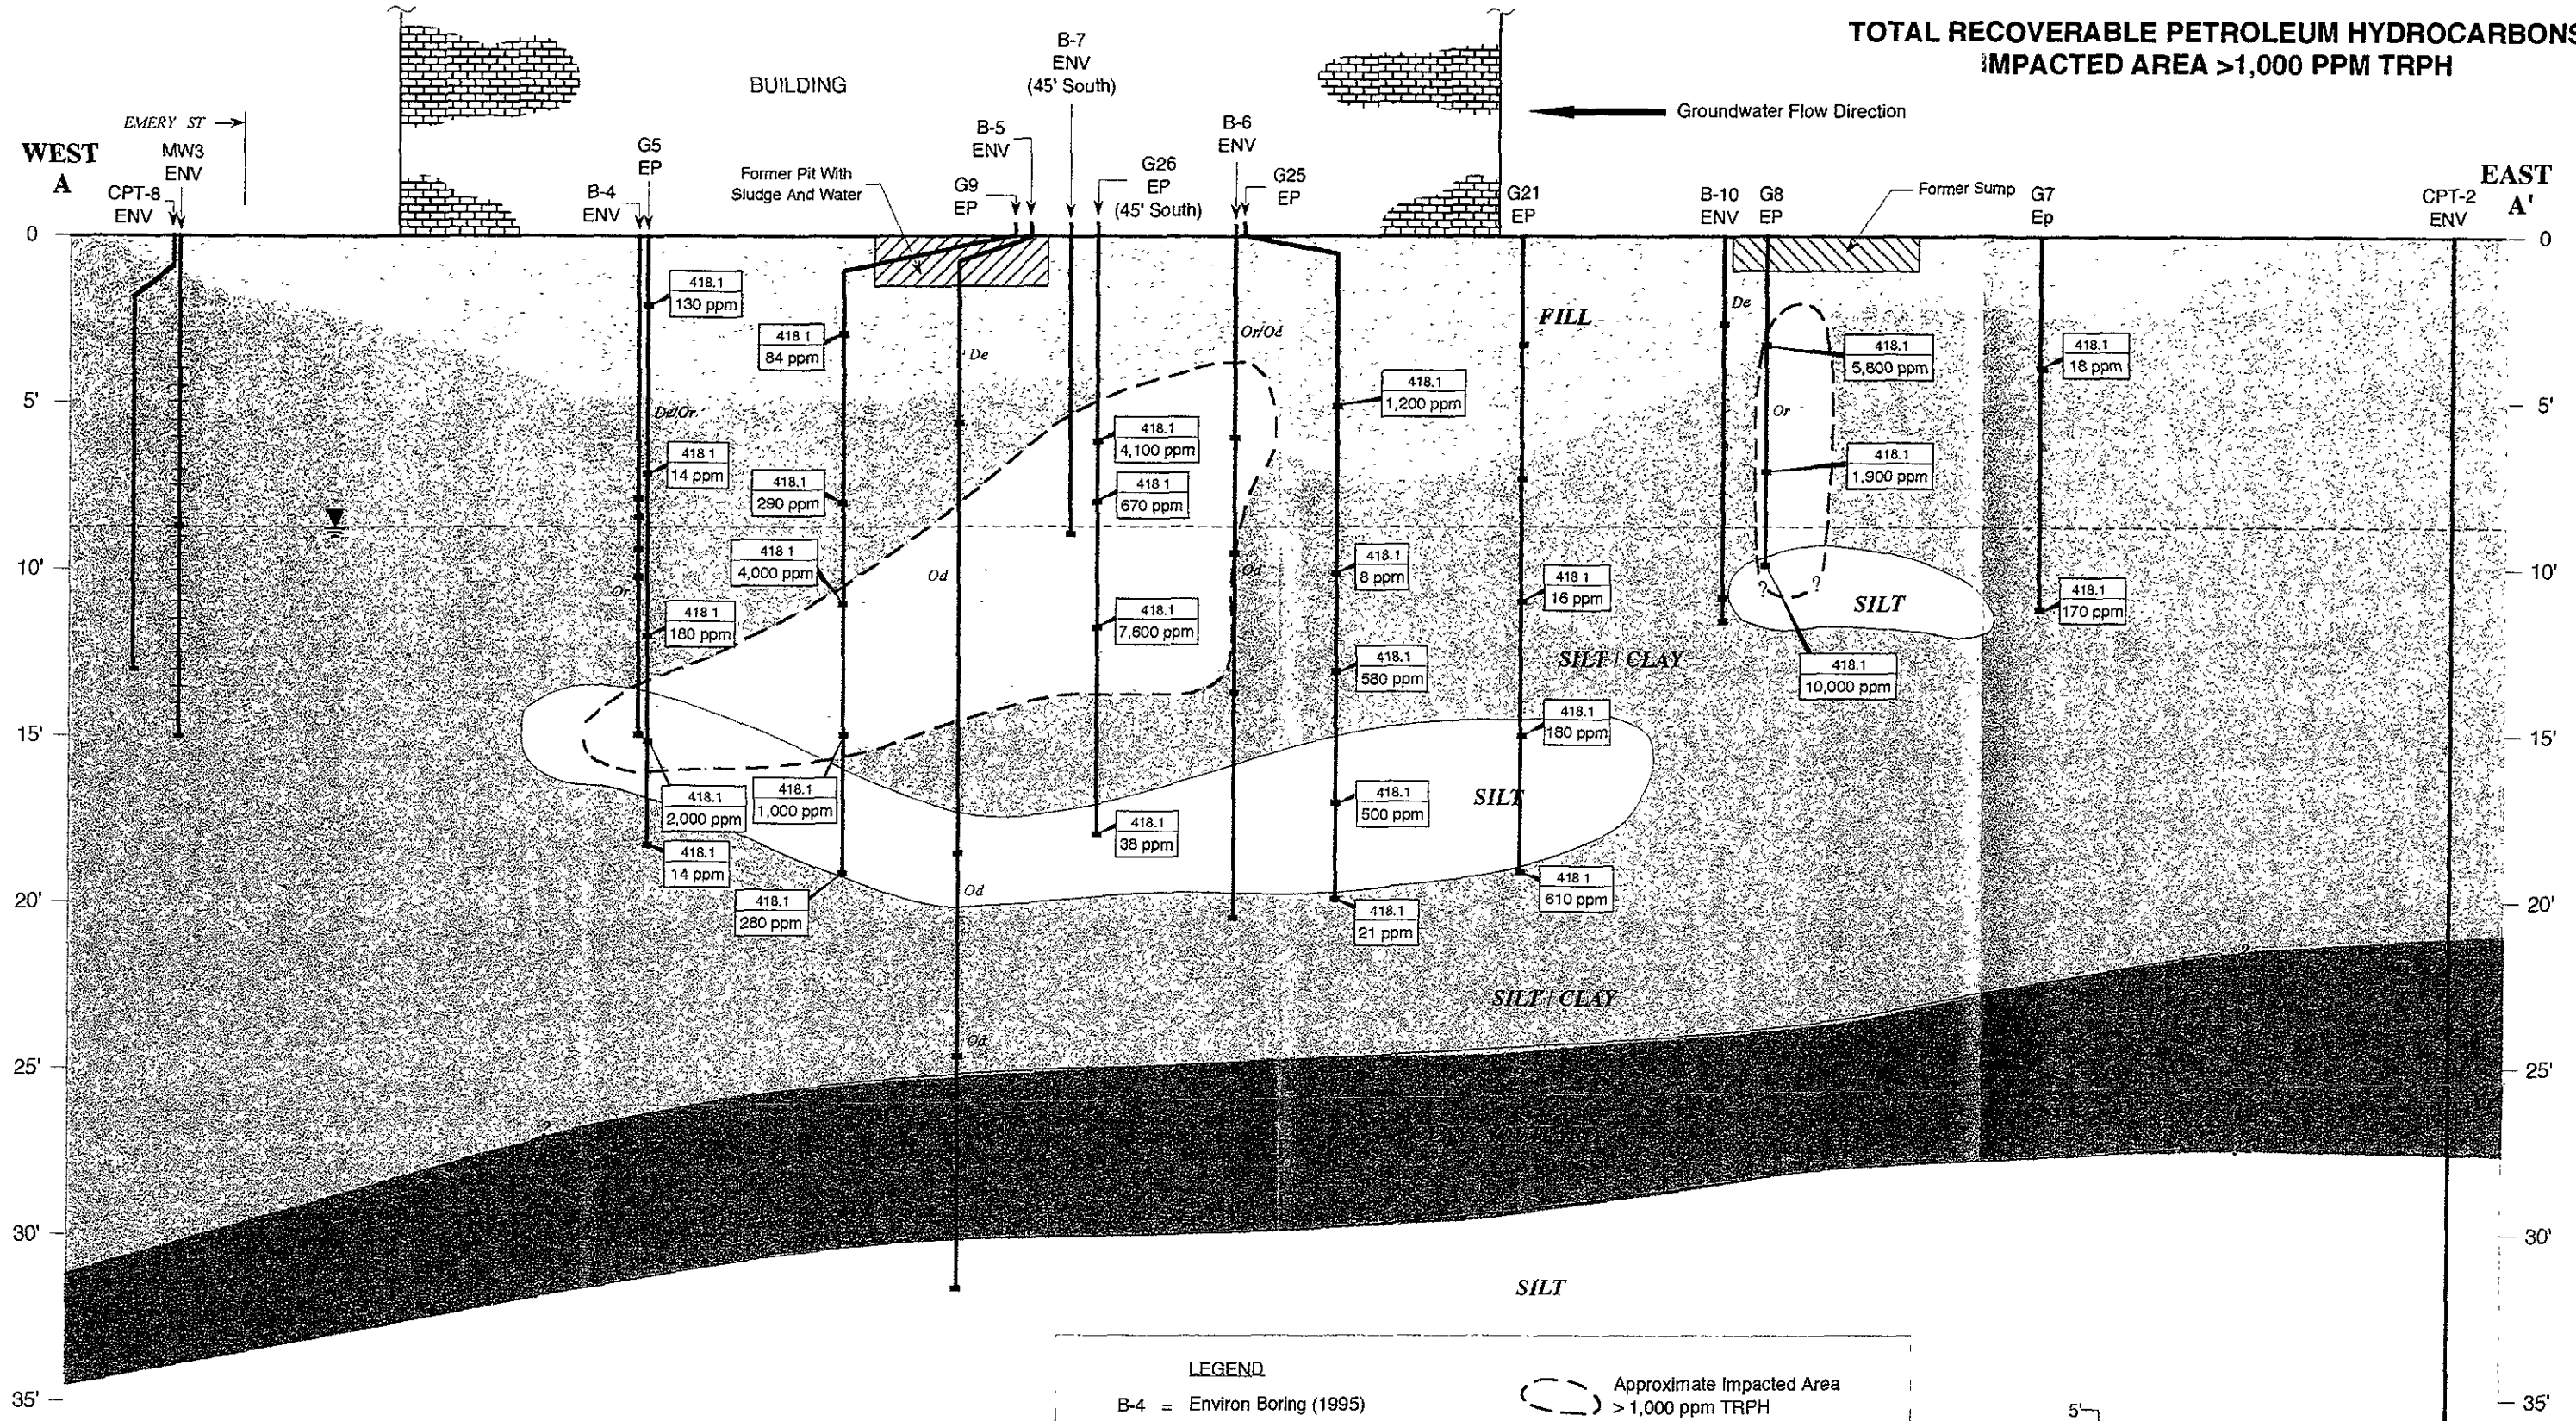 TOTAL RECOVERABLE PETROLEUM HYDROCARBONS
IMPACTED AREA >1,000 PPM TRPH
Groundwater Flow Direction
BUILDING
EMERY ST
WEST
A
EAST
A'
CPT-8
ENV
MW3
ENV
B-4
ENV
G5
EP
Former Pit With
Sludge And Water
G9
EP
B-5
ENV
B-7
ENV
(45' South)
G26
EP
(45' South)
B-6
ENV
G25
EP
G21
EP
B-10
ENV
G8
EP
Former Sump
G7
Ep
CPT-2
ENV
0
5'
10'
15'
20'
25'
30'
35'
0
5'
10'
15'
20'
25'
30'
35'
418.1
130 ppm
De/Or
418 1
14 ppm
Or
418 1
180 ppm
418.1
2,000 ppm
418.1
14 ppm
418 1
84 ppm
418.1
290 ppm
418 1
4,000 ppm
418.1
1,000 ppm
418.1
280 ppm
De
Od
Od
Od
418.1
4,100 ppm
418 1
670 ppm
418.1
7,600 ppm
418.1
38 ppm
Or/Od
Od
418.1
1,200 ppm
418.1
8 ppm
418.1
580 ppm
418.1
500 ppm
418.1
21 ppm
FILL
418 1
16 ppm
SILT / CLAY
418.1
180 ppm
SILT
418 1
610 ppm
SILT / CLAY
De
Or
418.1
5,800 ppm
418.1
1,900 ppm
? ?
SILT
418.1
10,000 ppm
418.1
18 ppm
418.1
170 ppm
?
?
SILT
LEGEND
B-4 = Environ Boring (1995)
Approximate Impacted Area
> 1,000 ppm TRPH
5'